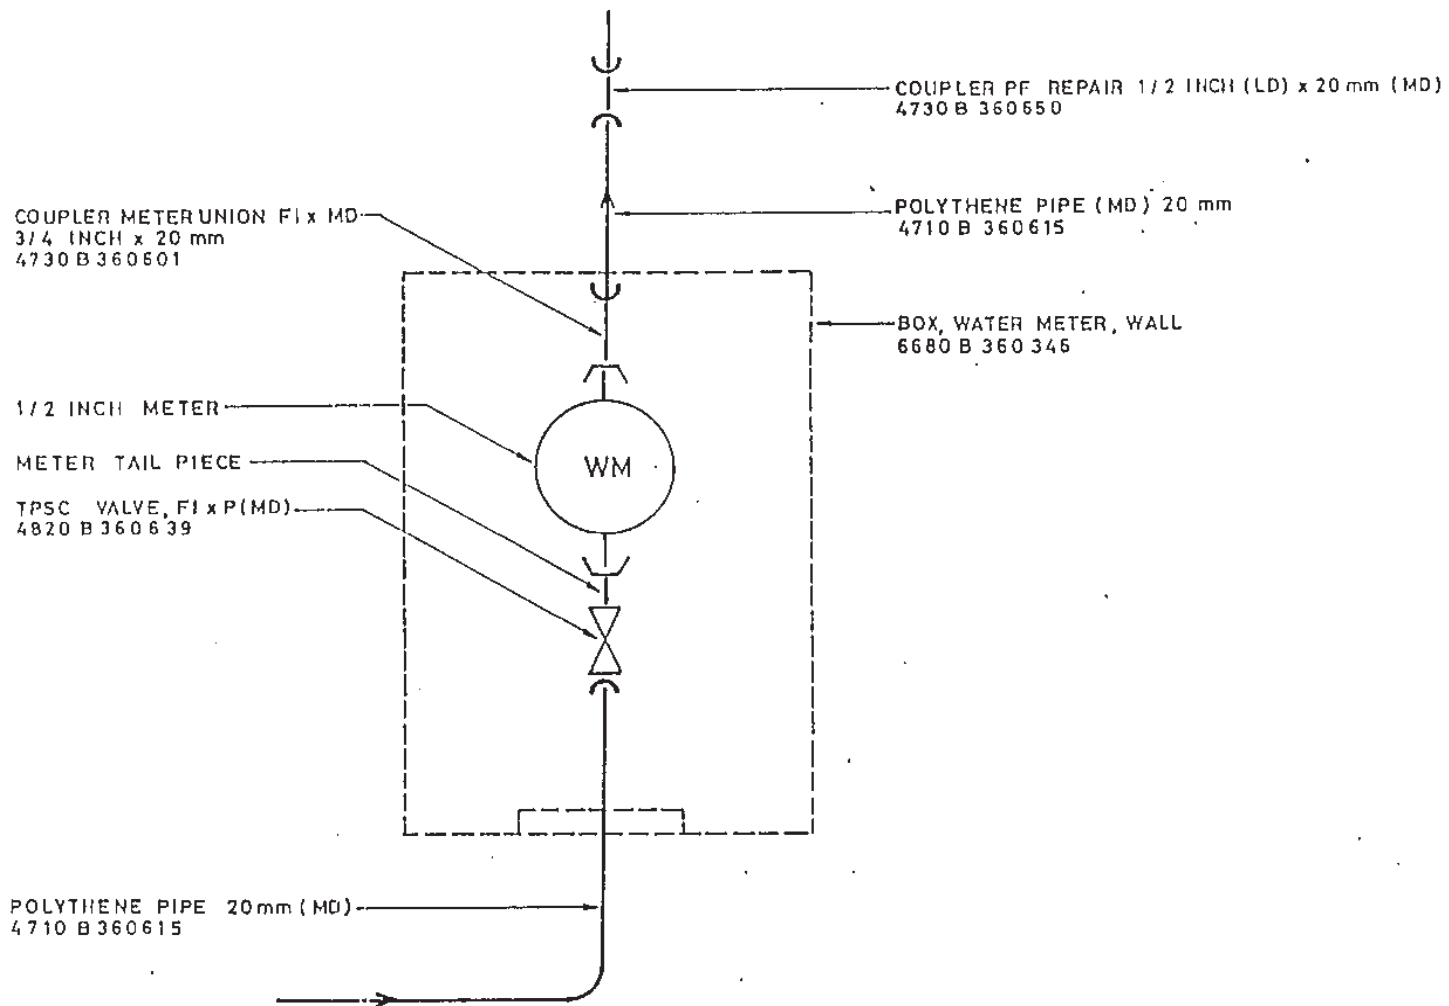 COUPLER PF REPAIR 1/2 INCH (LD) x 20 mm (MD)
4730 B 360650
COUPLER METER UNION FI x MD
3/4 INCH x 20 mm
4730 B 360601
POLYTHENE PIPE (MD) 20 mm
4710 B 360615
BOX, WATER METER, WALL
6680 B 360 346
1/2 INCH METER
METER TAIL PIECE
WM
TPSC VALVE, FI x P(MD)
4820 B 360639
POLYTHENE PIPE 20mm (MD)
4710 B 360615